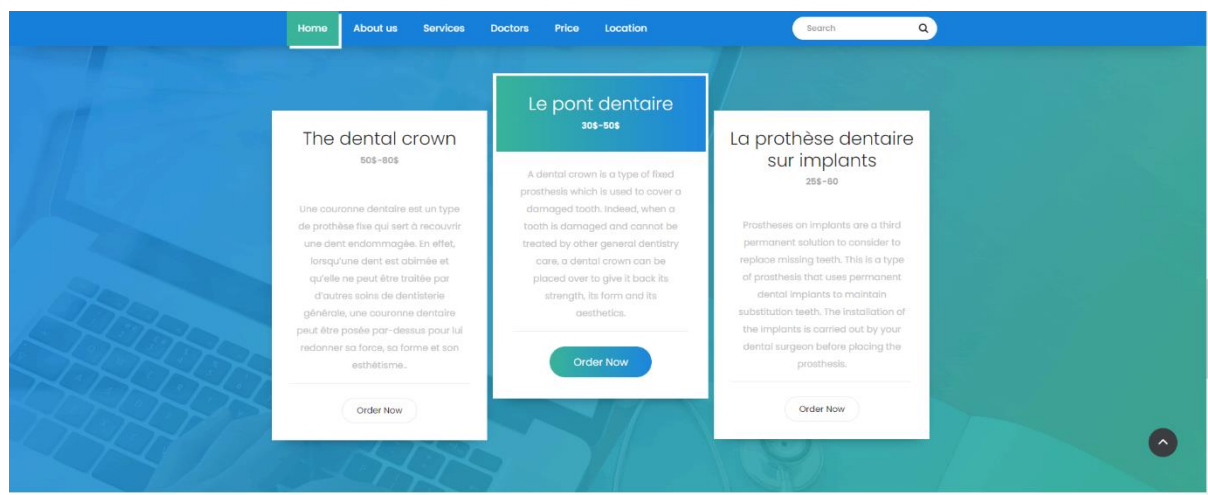 Home About us Services Doctors Price Location Search
The dental crown
50$-80$
Une couronne dentaire est un type
de prothèse fixe qui sert à recouvrir
une dent endommagée. En effet,
lorsqu'une dent est abîmée et
qu'elle ne peut être traitée par
d'autres soins de dentisterie
générale, une couronne dentaire
peut être posée par-dessus pour lui
redonner sa force, sa forme et son
esthétisme..
Order Now
Le pont dentaire
30$-50$
A dental crown is a type of fixed
prosthesis which is used to cover a
damaged tooth. Indeed, when a
tooth is damaged and cannot be
treated by other general dentistry
care, a dental crown can be
placed over to give it back its
strength, its form and its
aesthetics.
Order Now
La prothèse dentaire
sur implants
25$-60
Prostheses on implants are a third
permanent solution to consider to
replace missing teeth. This is a type
of prosthesis that uses permanent
dental implants to maintain
substitution teeth. The installation of
the implants is carried out by your
dental surgeon before placing the
prosthesis.
Order Now